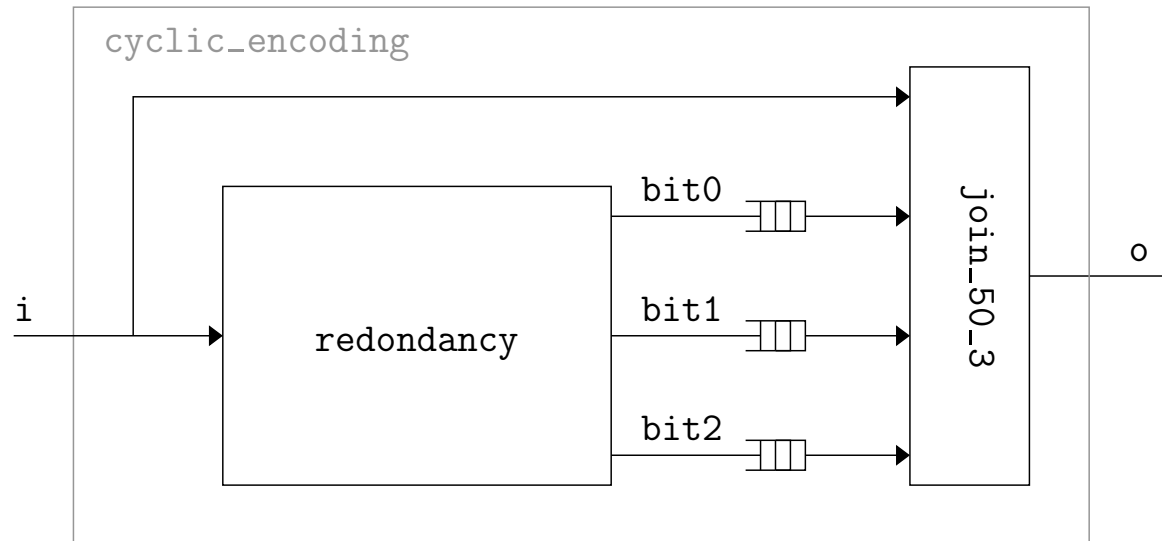 cyclic_encoding
bit0
i
redondancy
bit1
bit2
join_50_3
o